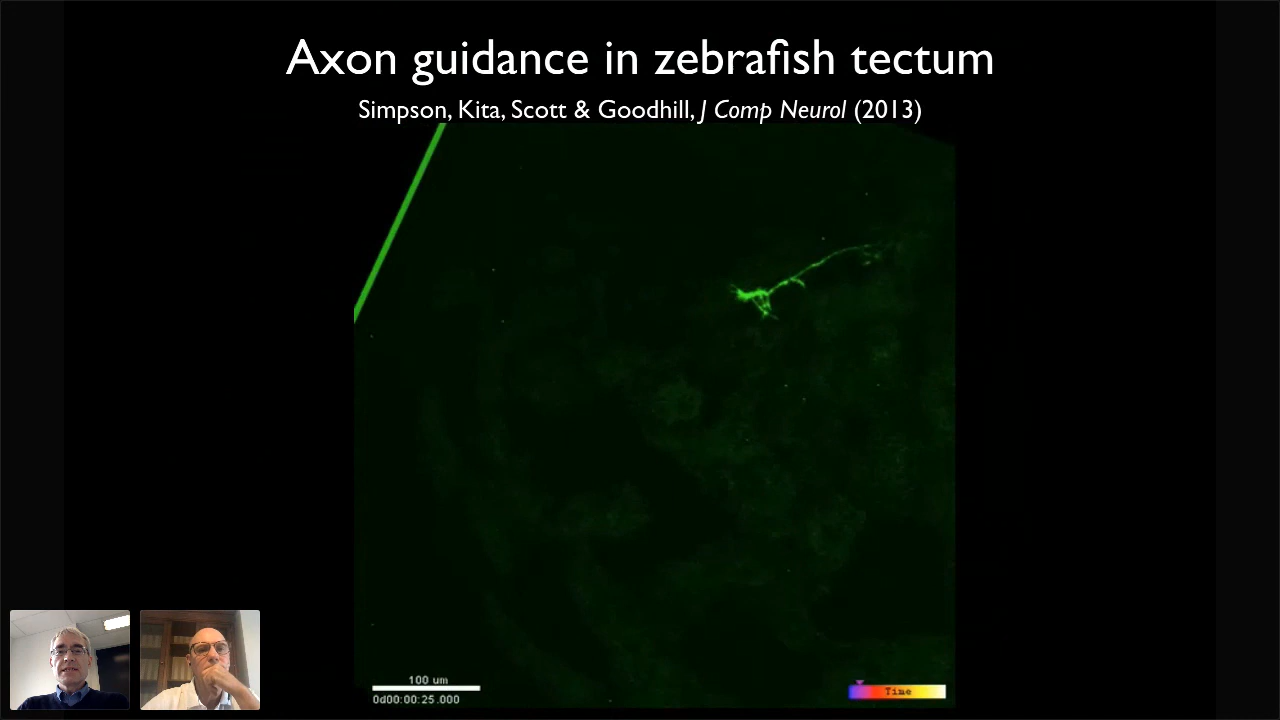 Axon guidance in zebrafish tectum
Simpson, Kita, Scott & Goodhill, J Comp Neurol (2013)
100 um
0d00:00:25.000
Time